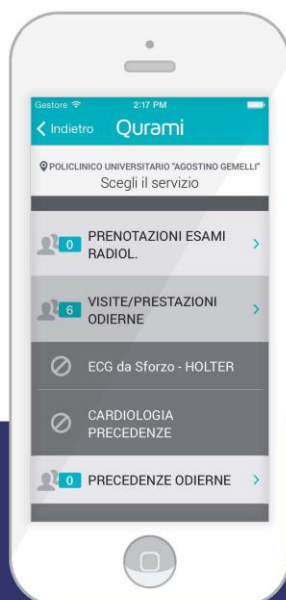 Gestore 2:17 PM
Indietro Qurami
POLICLINICO UNIVERSITARIO "AGOSTINO GEMELLI"
Scegli il servizio
0 PRENOTAZIONI ESAMI
RADIOL.
6 VISITE/PRESTAZIONI
ODIERNE
ECG da Sforzo - HOLTER
CARDIOLOGIA
PRECEDENZE
0 PRECEDENZE ODIERNE